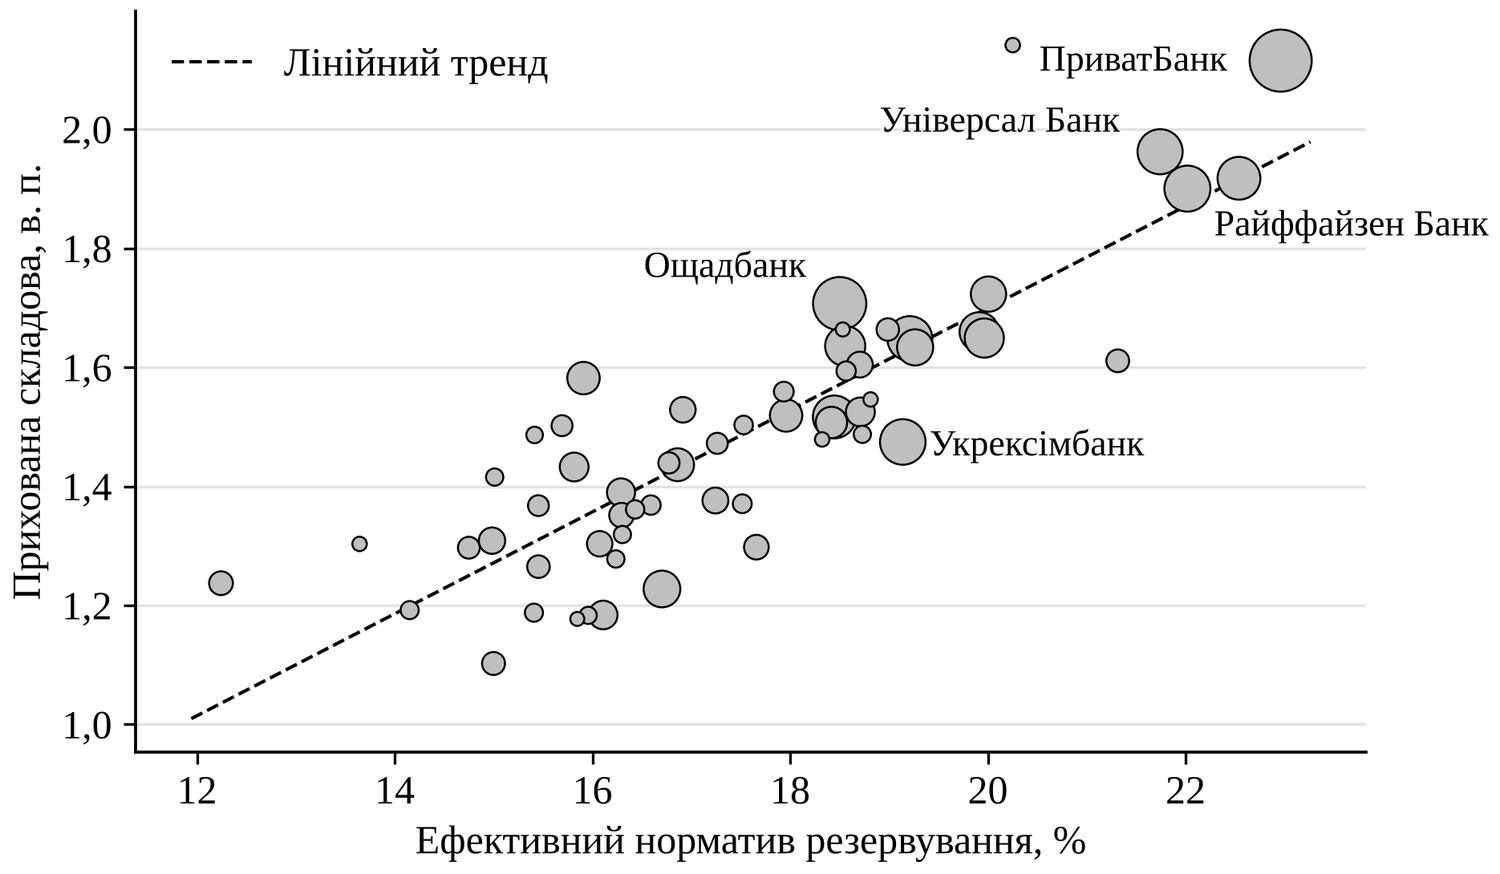 Лінійний тренд
ПриватБанк
Універсал Банк
Райффайзен Банк
Ощадбанк
Укрексімбанк
Прихована складова, в. п.
2,0
1,8
1,6
1,4
1,2
1,0
12 14 16 18 20 22
Ефективний норматив резервування, %